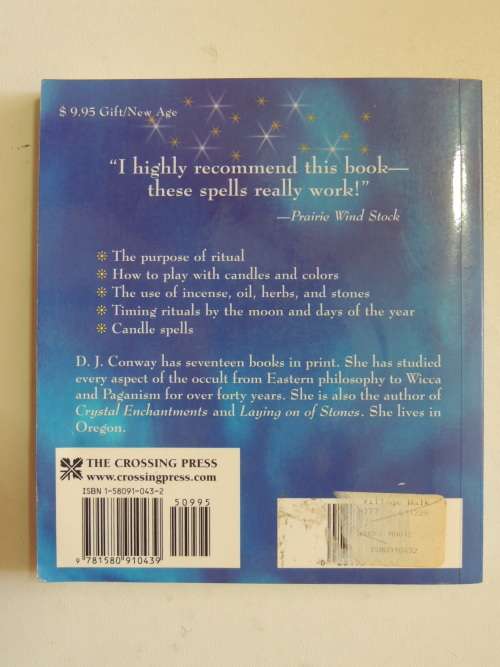 $ 9.95 Gift/New Age
“I highly recommend this book—
these spells really work!”
—Prairie Wind Stock
The purpose of ritual
How to play with candles and colors
The use of incense, oil, herbs, and stones
Timing rituals by the moon and days of the year
Candle spells
D. J. Conway has seventeen books in print. She has studied
every aspect of the occult from Eastern philosophy to Wicca
and Paganism for over forty years. She is also the author of
Crystal Enchantments and Laying on of Stones. She lives in
Oregon.
THE CROSSING PRESS
www.crossingpress.com
ISBN 1-58091-043-2
50995
9 781580 910439